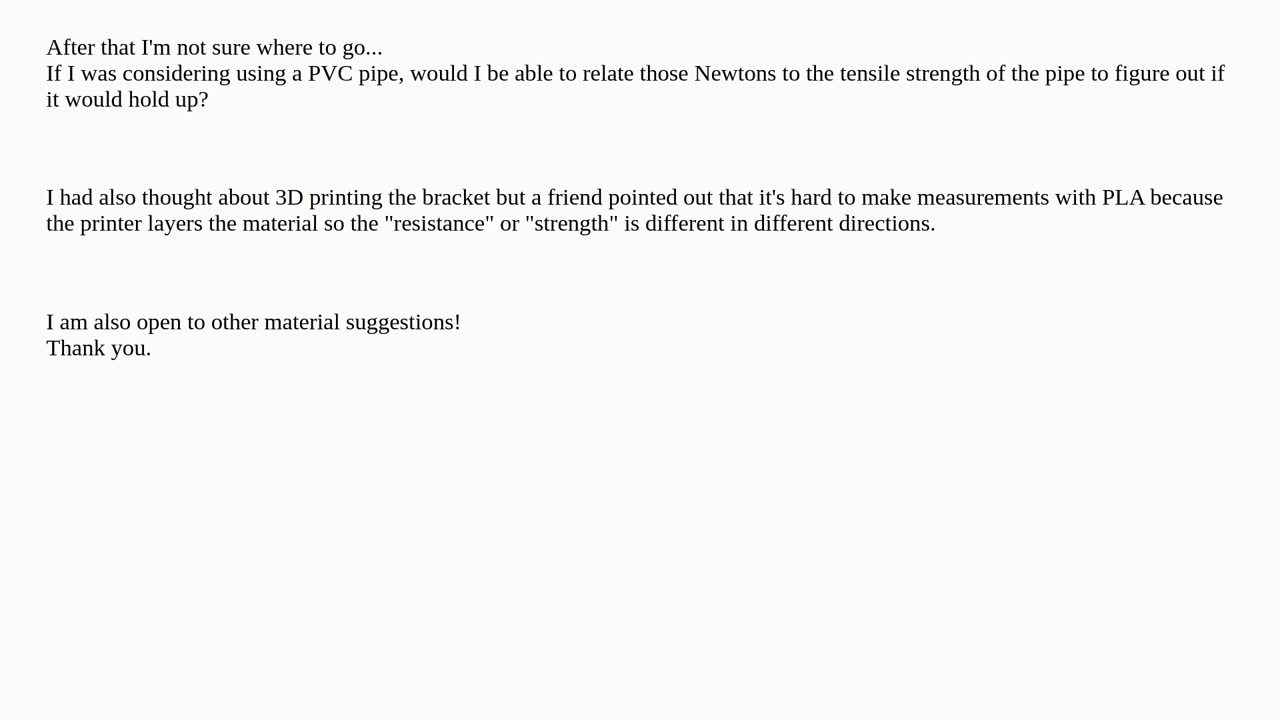 After that I'm not sure where to go...
If I was considering using a PVC pipe, would I be able to relate those Newtons to the tensile strength of the pipe to figure out if
it would hold up?
I had also thought about 3D printing the bracket but a friend pointed out that it's hard to make measurements with PLA because
the printer layers the material so the "resistance" or "strength" is different in different directions.
I am also open to other material suggestions!
Thank you.